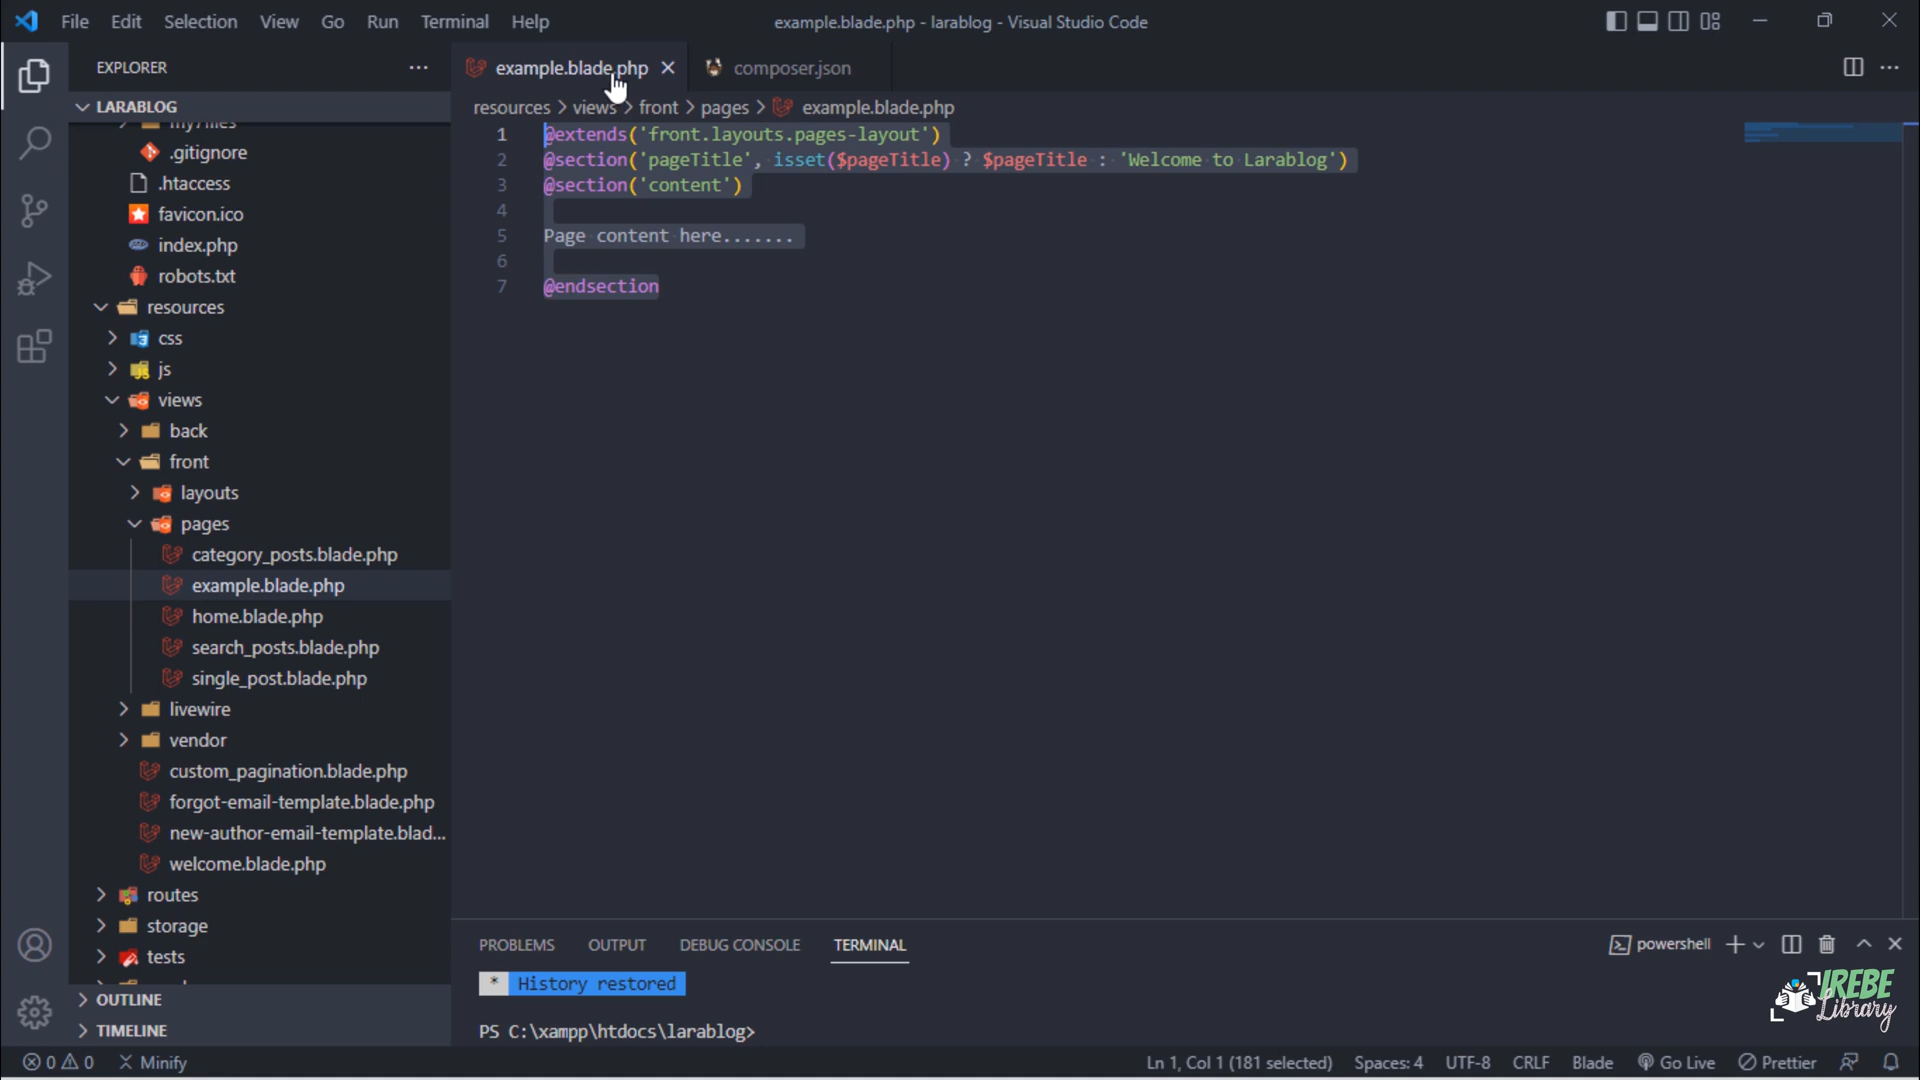 File Edit Selection View Go Run Terminal Help
example.blade.php - larablog - Visual Studio Code
EXPLORER
LARABLOG
.gitignore
.htaccess
favicon.ico
index.php
robots.txt
resources
css
js
views
back
front
layouts
pages
category_posts.blade.php
example.blade.php
home.blade.php
search_posts.blade.php
single_post.blade.php
livewire
vendor
custom_pagination.blade.php
forgot-email-template.blade.php
new-author-email-template.blad...
welcome.blade.php
routes
storage
tests
OUTLINE
TIMELINE
example.blade.php
composer.json
resources > views > front > pages > example.blade.php
1 @extends('front.layouts.pages-layout')
2 @section('pageTitle', isset($pageTitle) ? $pageTitle : 'Welcome to Larablog')
3 @section('content')
4
5 Page content here.......
6
7 @endsection
PROBLEMS OUTPUT DEBUG CONSOLE TERMINAL
powershell
* History restored
PS C:\xampp\htdocs\larablog>
IREBE
Library
0 0 Minify
Ln 1, Col 1 (181 selected) Spaces: 4 UTF-8 CRLF Blade Go Live Prettier